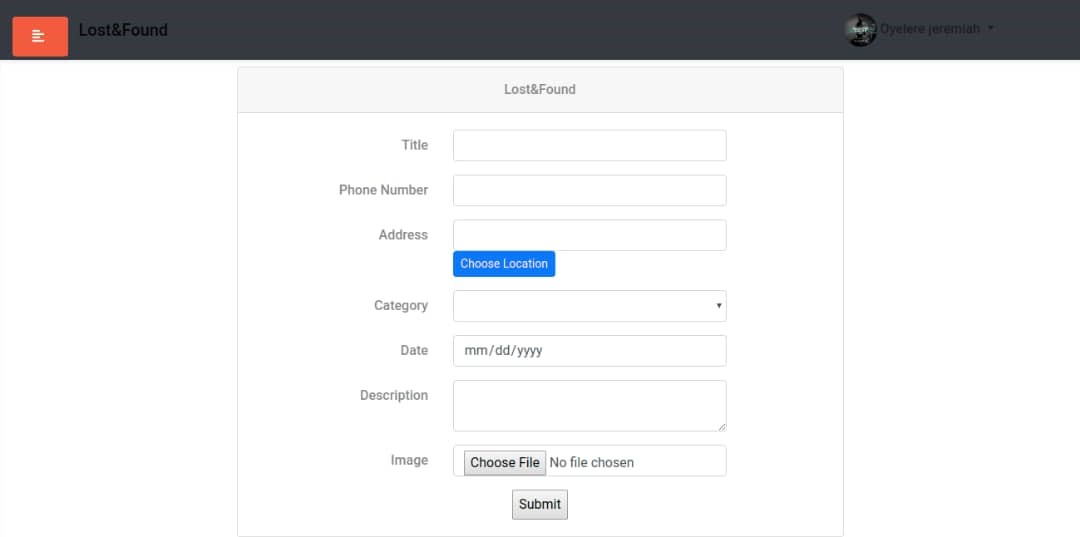 Lost&Found
Oyelere jeremiah
Lost&Found
Title
Phone Number
Address
Choose Location
Category
Date
mm/dd/yyyy
Description
Image
Choose File No file chosen
Submit